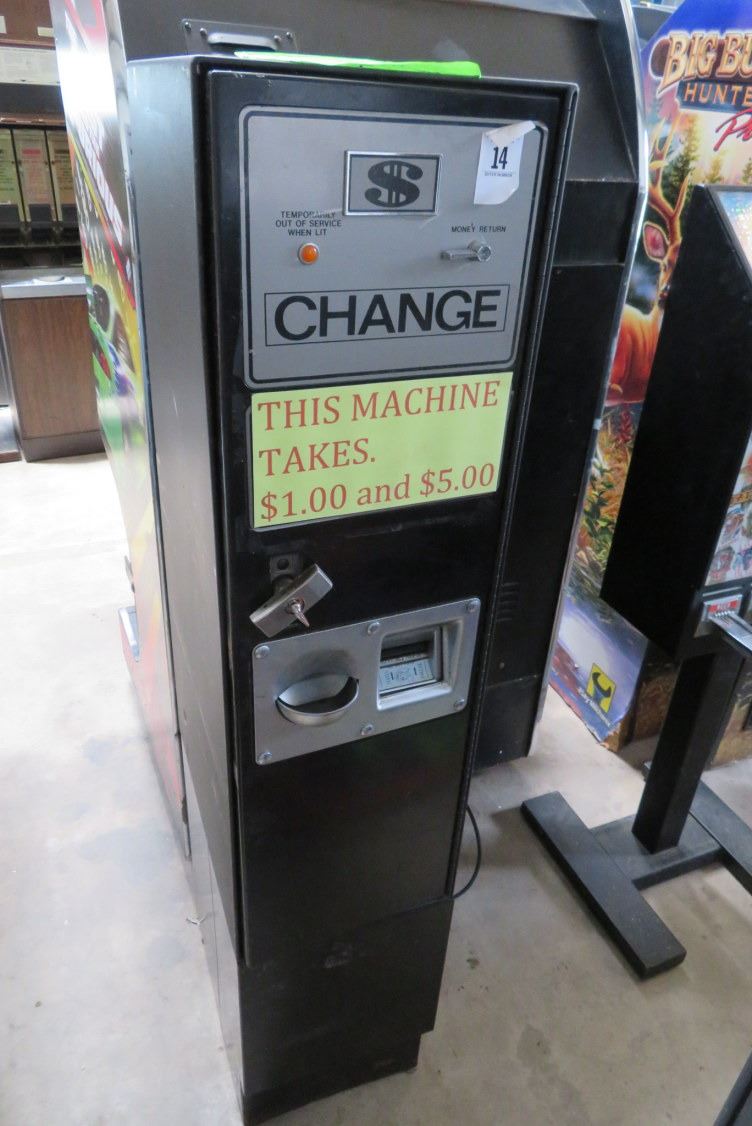 $
14
TEMPORARILY
OUT OF SERVICE
WHEN LIT
MONEY RETURN
CHANGE
THIS MACHINE
TAKES.
$1.00 and $5.00
BIG BU
HUNTE
P